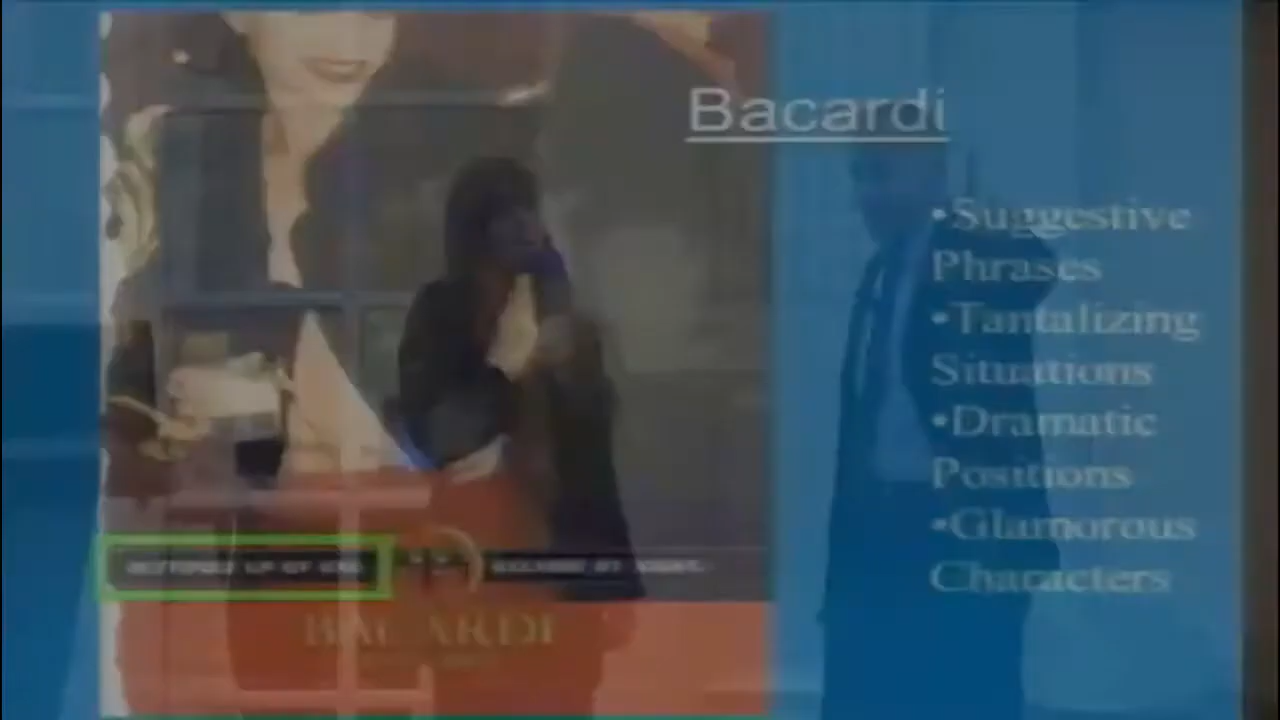 Bacardi
•Suggestive
Phrases
•Tantalizing
Situations
•Dramatic
Positions
•Glamorous
Characters
BACARDI